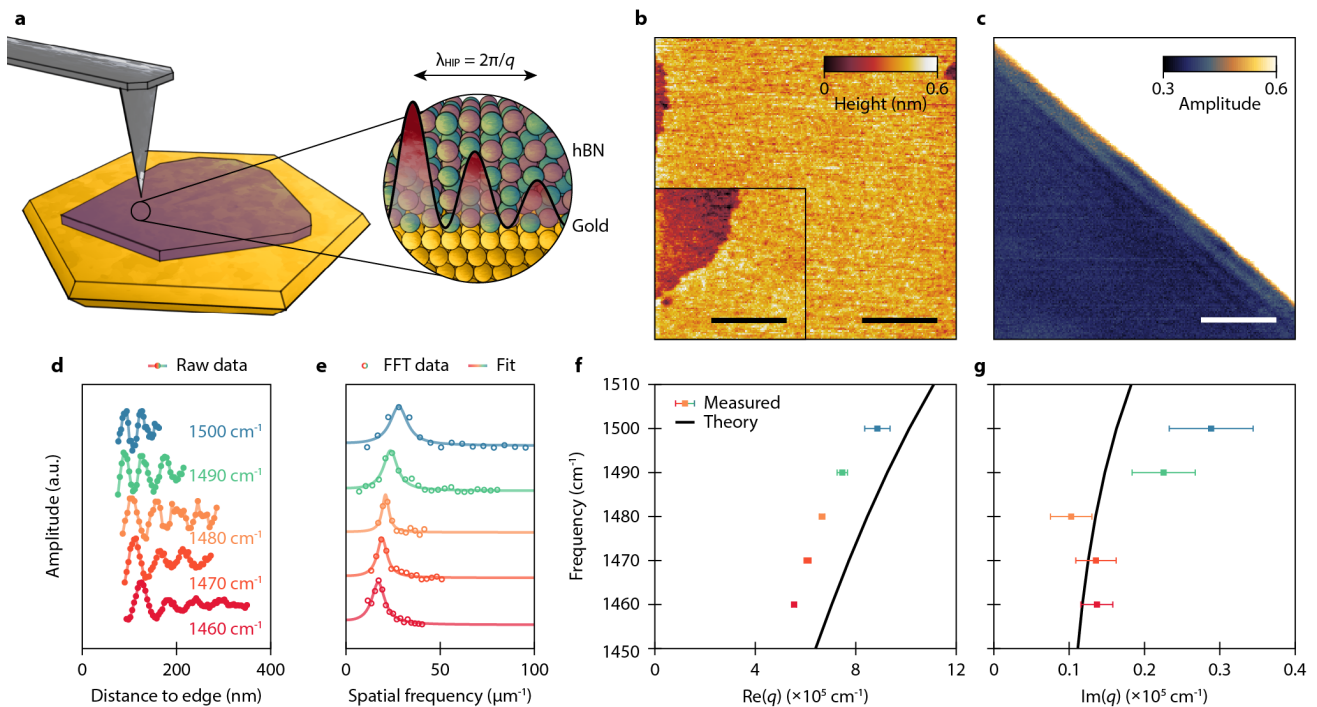 a
λHIP = 2π/q
hBN
Gold
b
0
0.6
Height (nm)
c
0.3
0.6
Amplitude
d
Raw data
1500 cm⁻¹
1490 cm⁻¹
1480 cm⁻¹
1470 cm⁻¹
1460 cm⁻¹
Amplitude (a.u.)
0
200
400
Distance to edge (nm)
e
FFT data
Fit
0
50
100
Spatial frequency (µm⁻¹)
f
Measured
Theory
1510
1500
1490
1480
1470
1460
1450
Frequency (cm⁻¹)
0
4
8
12
Re(q) (×10⁵ cm⁻¹)
g
0
0.1
0.2
0.3
0.4
Im(q) (×10⁵ cm⁻¹)